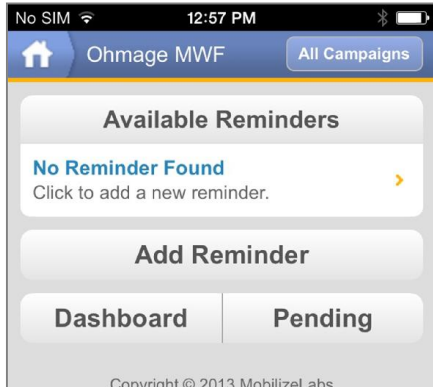 No SIM 12:57 PM
Ohmage MWF All Campaigns
Available Reminders
No Reminder Found
Click to add a new reminder.
Add Reminder
Dashboard Pending
Copyright © 2013 MobilizeLabs